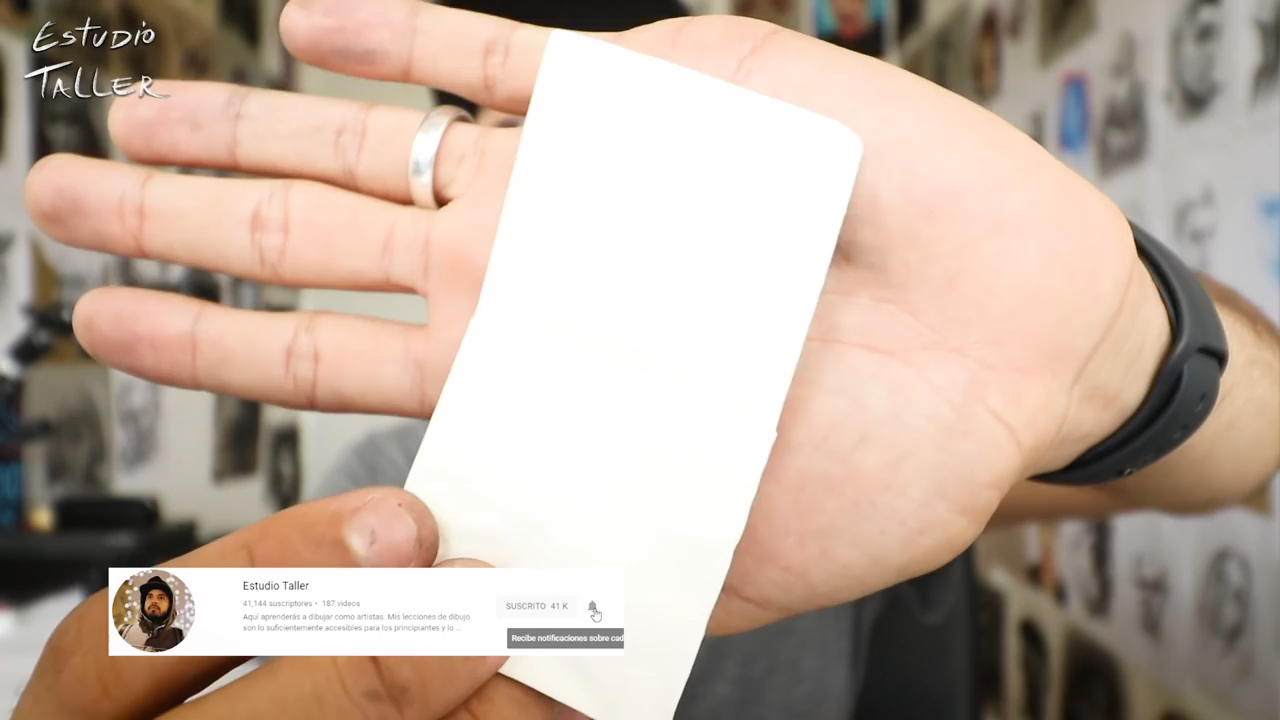 Estudio
Taller
Estudio Taller
41,144 suscriptores • 187 videos
Aquí aprenderás a dibujar como artistas. Mis lecciones de dibujo
son lo suficientemente accesibles para los principiantes y lo ...
SUSCRITO 41 K
Recibe notificaciones sobre cad